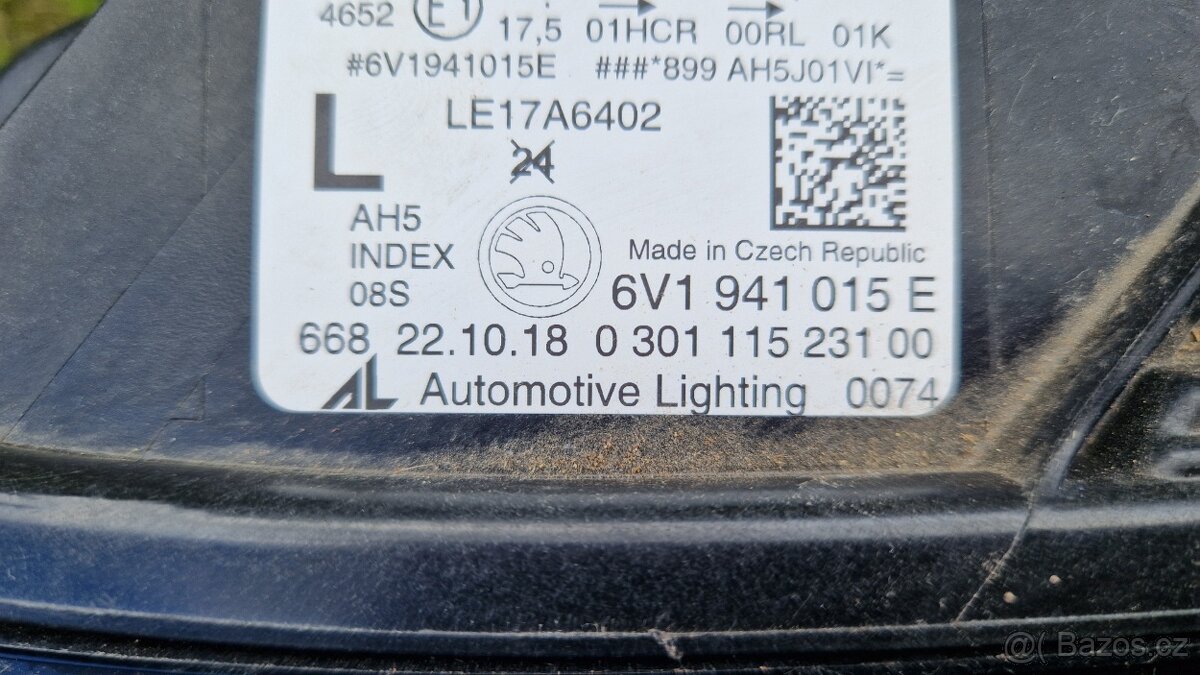 4652 E1 17,5 01HCR 00RL 01K
#6V1941015E ###*899 AH5J01VI*=
L LE17A6402
24
AH5
INDEX Made in Czech Republic
08S 6V1 941 015 E
668 22.10.18 0 301 115 231 00
AL Automotive Lighting 0074
@( Bazos.cz